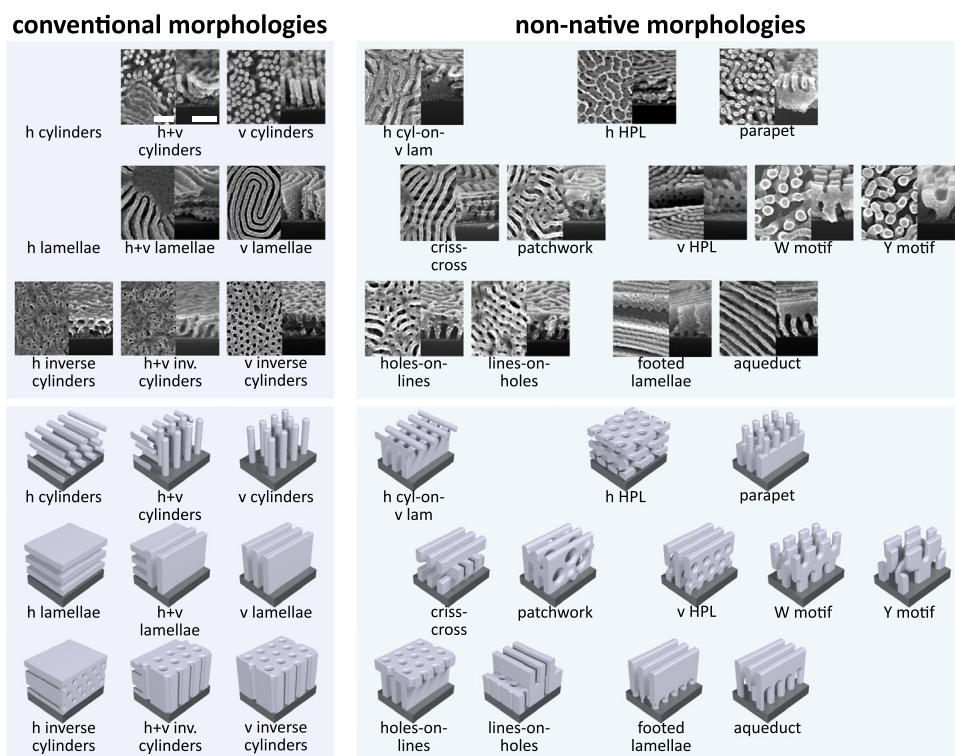 conventional morphologies
non-native morphologies
h cylinders
h+v
cylinders
v cylinders
h cyl-on-
v lam
h HPL
parapet
h lamellae
h+v lamellae
v lamellae
criss-
cross
patchwork
v HPL
W motif
Y motif
h inverse
cylinders
h+v inv.
cylinders
v inverse
cylinders
holes-on-
lines
lines-on-
holes
footed
lamellae
aqueduct
h cylinders
h+v
cylinders
v cylinders
h cyl-on-
v lam
h HPL
parapet
h lamellae
h+v
lamellae
v lamellae
criss-
cross
patchwork
v HPL
W motif
Y motif
h inverse
cylinders
h+v inv.
cylinders
v inverse
cylinders
holes-on-
lines
lines-on-
holes
footed
lamellae
aqueduct